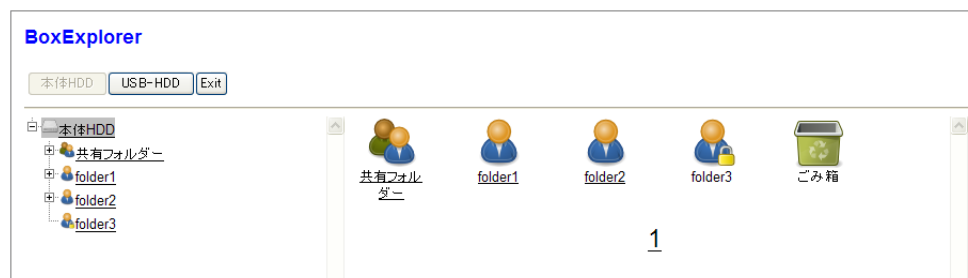 BoxExplorer
本体HDD USB-HDD Exit
本体HDD
共有フォルダー
folder1
folder2
folder3
共有フォル
ダー
folder1
folder2
folder3
ごみ箱
1